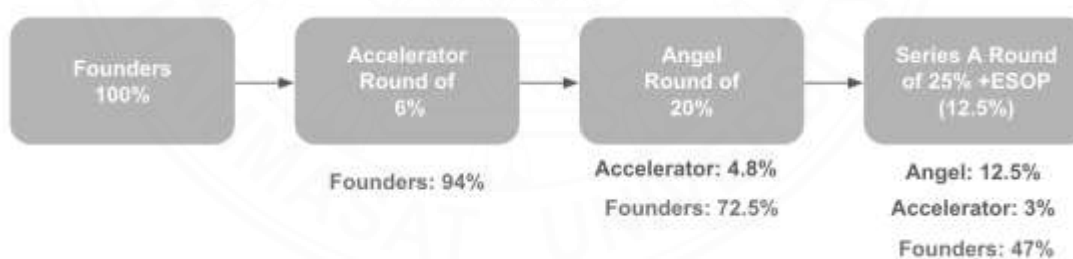 Founders
100%
Accelerator
Round of
6%
Founders: 94%
Angel
Round of
20%
Accelerator: 4.8%
Founders: 72.5%
Series A Round
of 25% +ESOP
(12.5%)
Angel: 12.5%
Accelerator: 3%
Founders: 47%